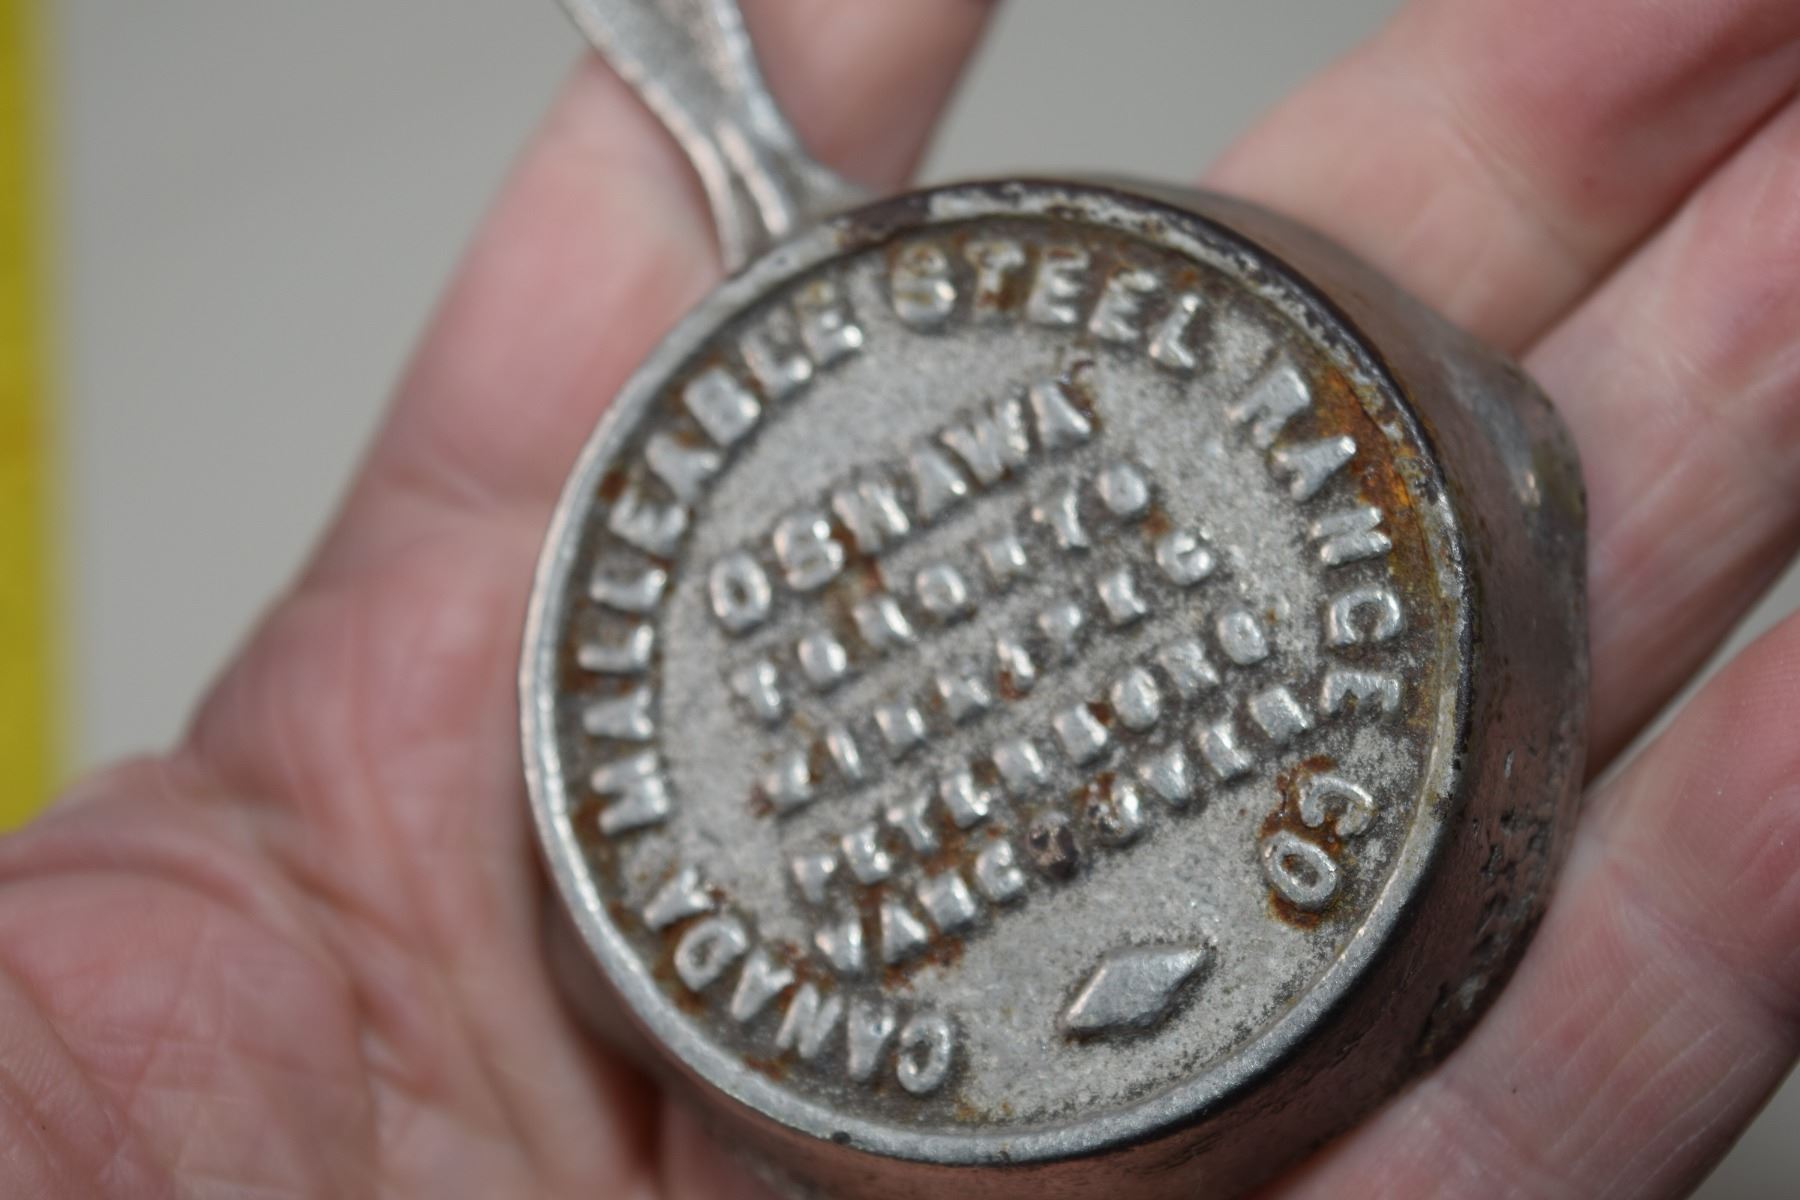 CANADA MALLEABLE STEEL RANGE CO
OSHAWA
TORONTO
WINNIPEG
PETERBORO
VANCOUVER